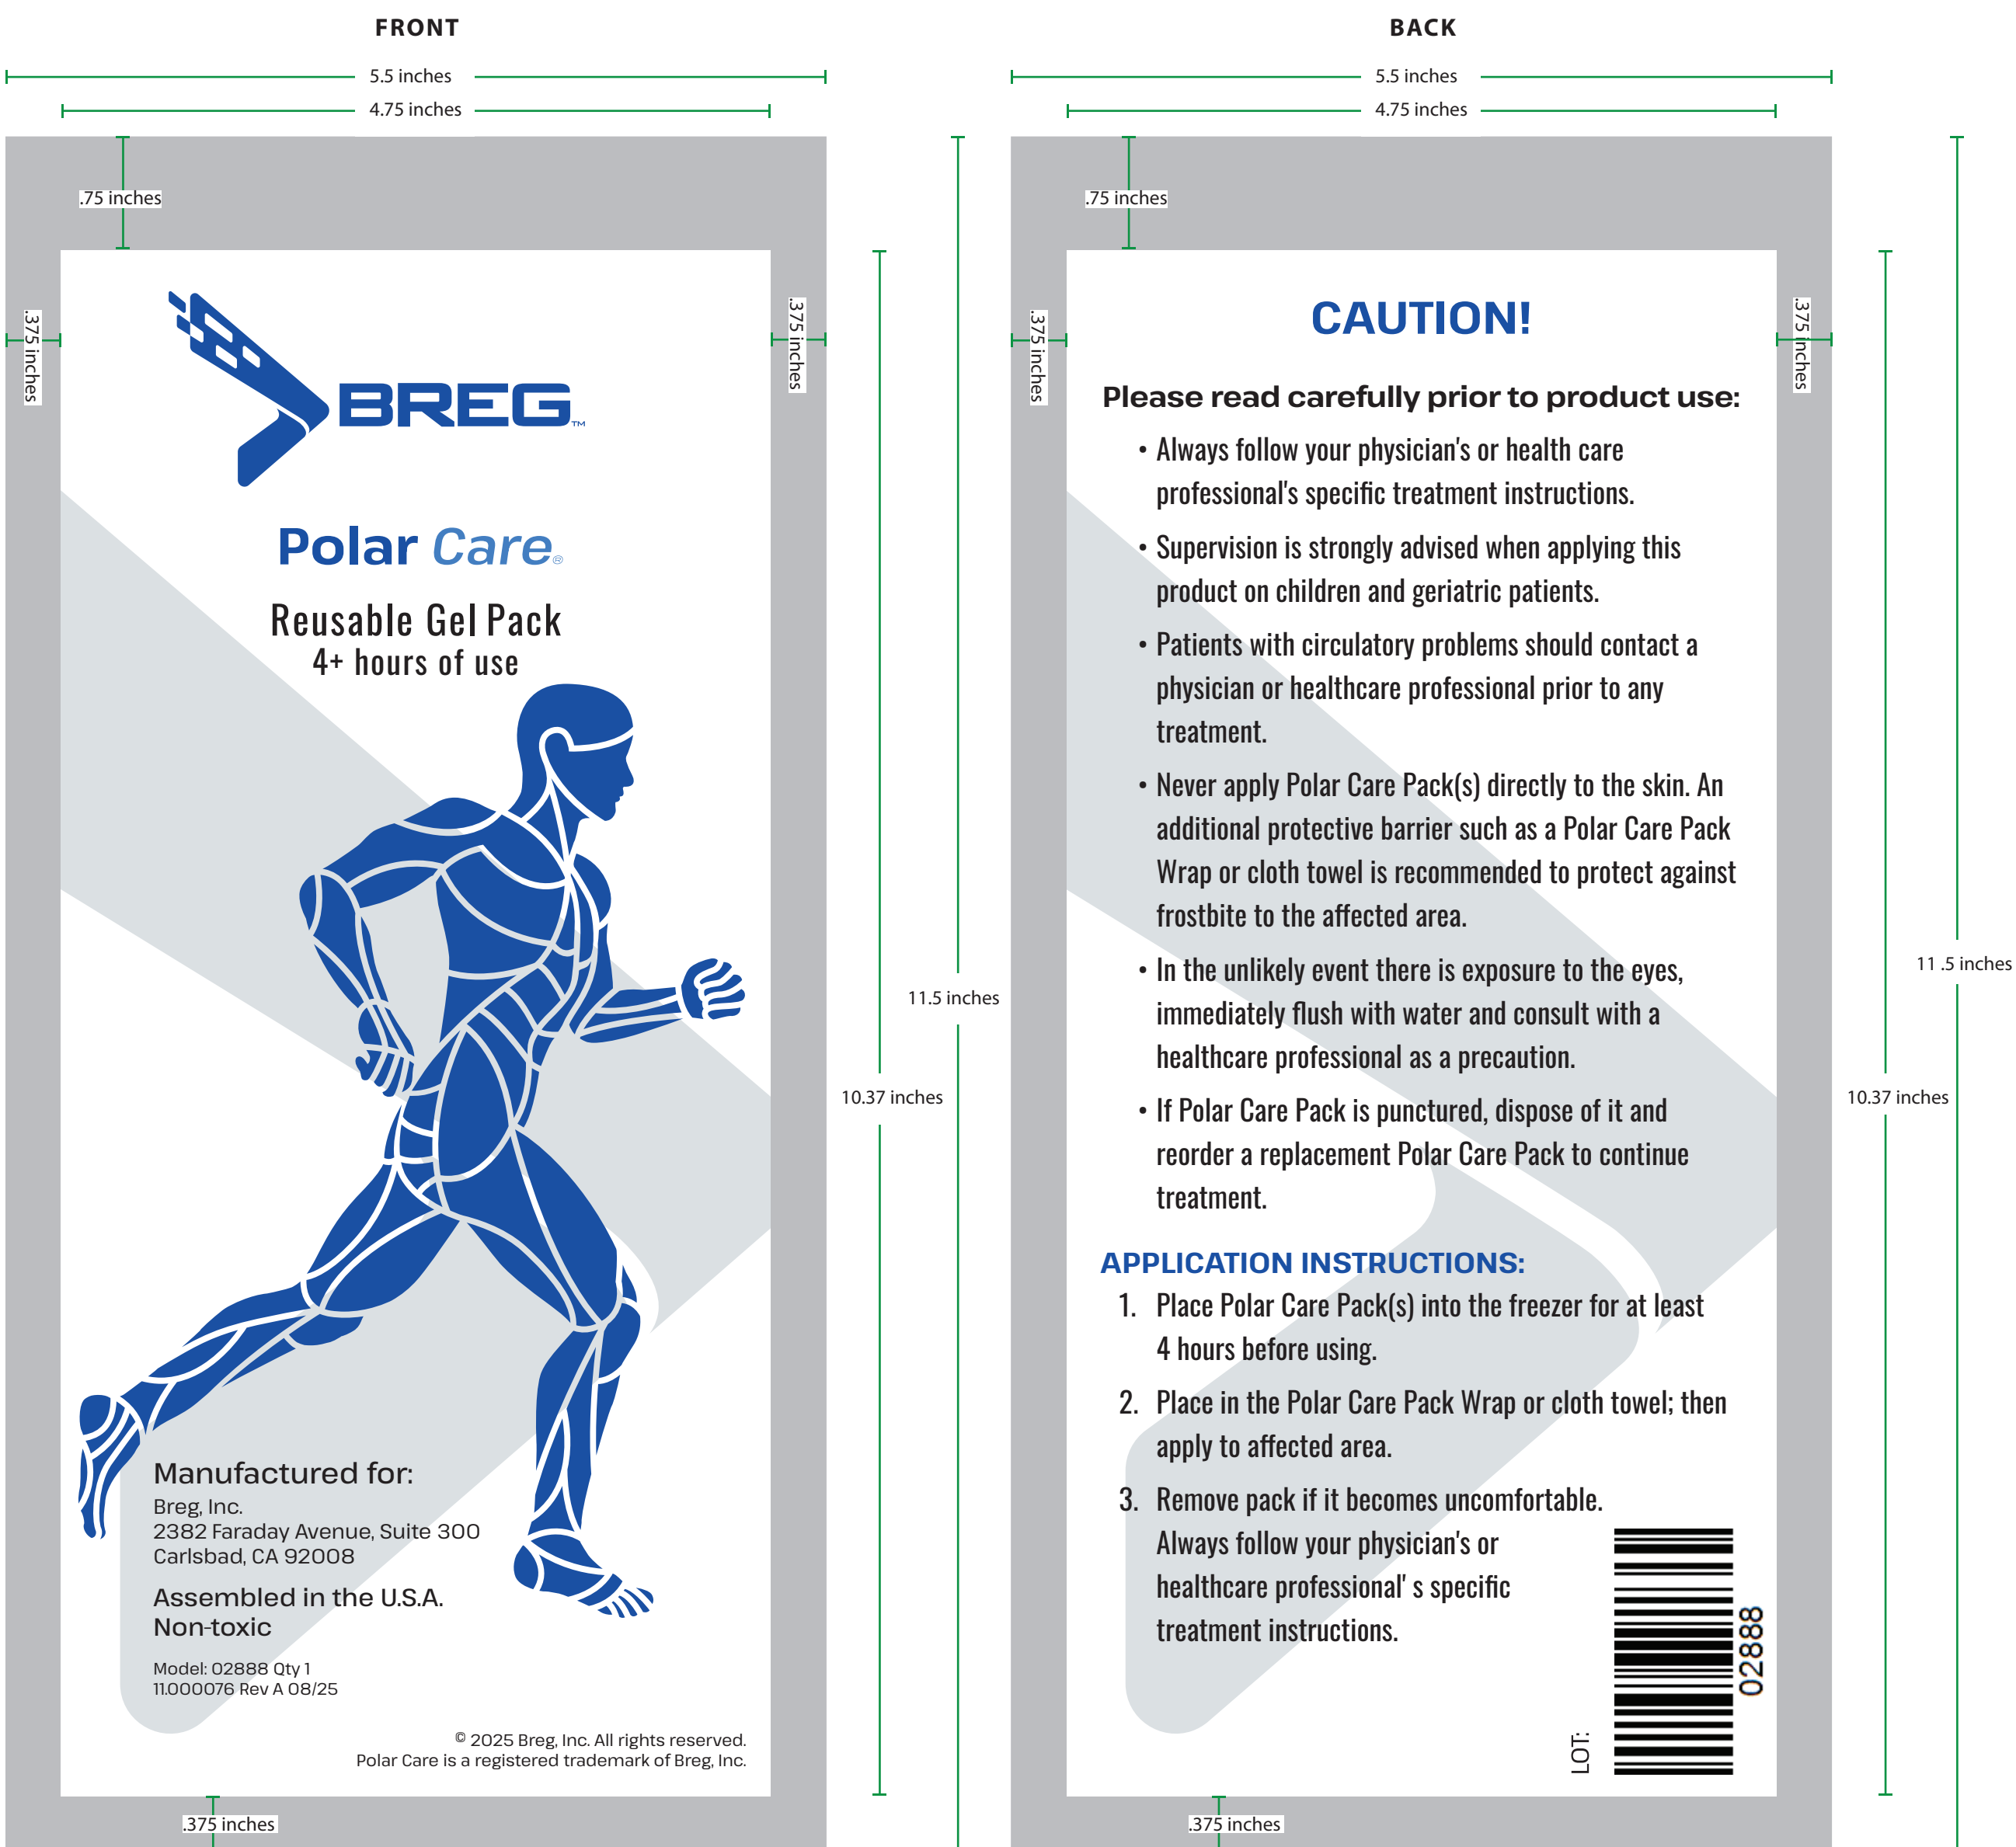 FRONT
5.5 inches
4.75 inches
.75 inches
.375 inches
.375 inches
BREG™
Polar Care®
Reusable Gel Pack
4+ hours of use
Manufactured for:
Breg, Inc.
2382 Faraday Avenue, Suite 300
Carlsbad, CA 92008
Assembled in the U.S.A.
Non-toxic
Model: 02888 Qty 1
11.000076 Rev A 08/25
© 2025 Breg, Inc. All rights reserved.
Polar Care is a registered trademark of Breg, Inc.
.375 inches
10.37 inches
11.5 inches
BACK
5.5 inches
4.75 inches
.75 inches
.375 inches
.375 inches
CAUTION!
Please read carefully prior to product use:
• Always follow your physician's or health care
professional's specific treatment instructions.
• Supervision is strongly advised when applying this
product on children and geriatric patients.
• Patients with circulatory problems should contact a
physician or healthcare professional prior to any
treatment.
• Never apply Polar Care Pack(s) directly to the skin. An
additional protective barrier such as a Polar Care Pack
Wrap or cloth towel is recommended to protect against
frostbite to the affected area.
• In the unlikely event there is exposure to the eyes,
immediately flush with water and consult with a
healthcare professional as a precaution.
• If Polar Care Pack is punctured, dispose of it and
reorder a replacement Polar Care Pack to continue
treatment.
APPLICATION INSTRUCTIONS:
1. Place Polar Care Pack(s) into the freezer for at least
4 hours before using.
2. Place in the Polar Care Pack Wrap or cloth towel; then
apply to affected area.
3. Remove pack if it becomes uncomfortable.
Always follow your physician's or
healthcare professional' s specific
treatment instructions.
LOT:
02888
.375 inches
10.37 inches
11 .5 inches